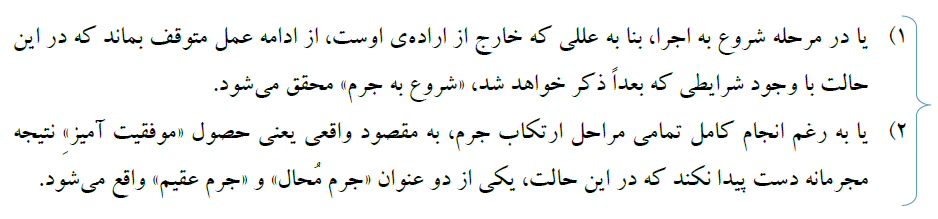 ۱) یا در مرحله شروع به اجرا، بنا به عللی که خارج از اراده‌ی اوست، از ادامه عمل متوقف بماند که در این
حالت با وجود شرایطی که بعداً ذکر خواهد شد، «شروع به جرم» محقق می‌شود.
۲) یا به رغم انجام کامل تمامی مراحل ارتکاب جرم، به مقصود واقعی یعنی حصول «موفقیت آمیزِ» نتیجه
مجرمانه دست پیدا نکند که در این حالت، یکی از دو عنوان «جرم مُحال» و «جرم عقیم» واقع می‌شود.